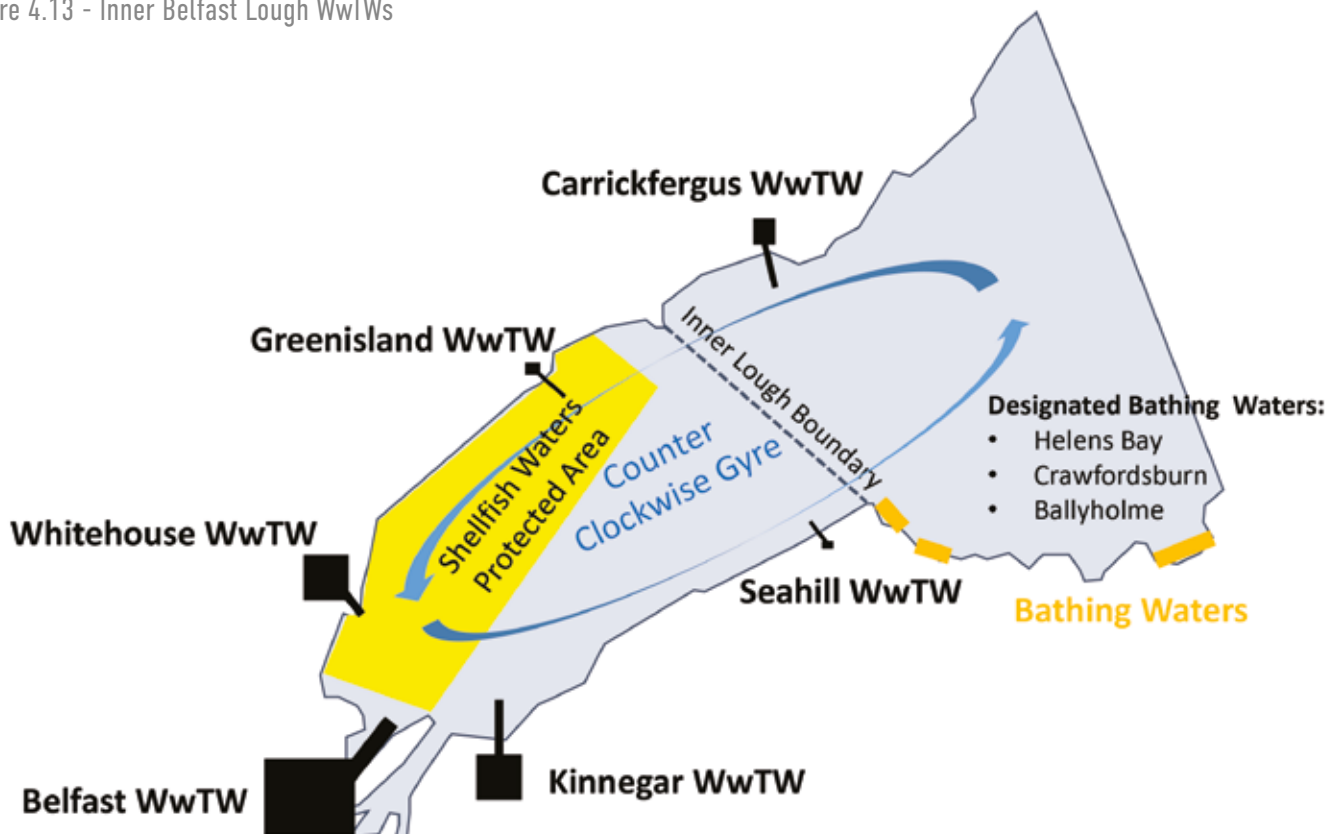 re 4.13 - Inner Belfast Lough WwTWs
Carrickfergus WwTW
Greenisland WwTW
Inner Lough Boundary
Designated Bathing Waters:
• Helens Bay
• Crawfordsburn
• Ballyholme
Shellfish Waters
Protected Area
Counter
Clockwise Gyre
Whitehouse WwTW
Seahill WwTW
Bathing Waters
Kinnegar WwTW
Belfast WwTW